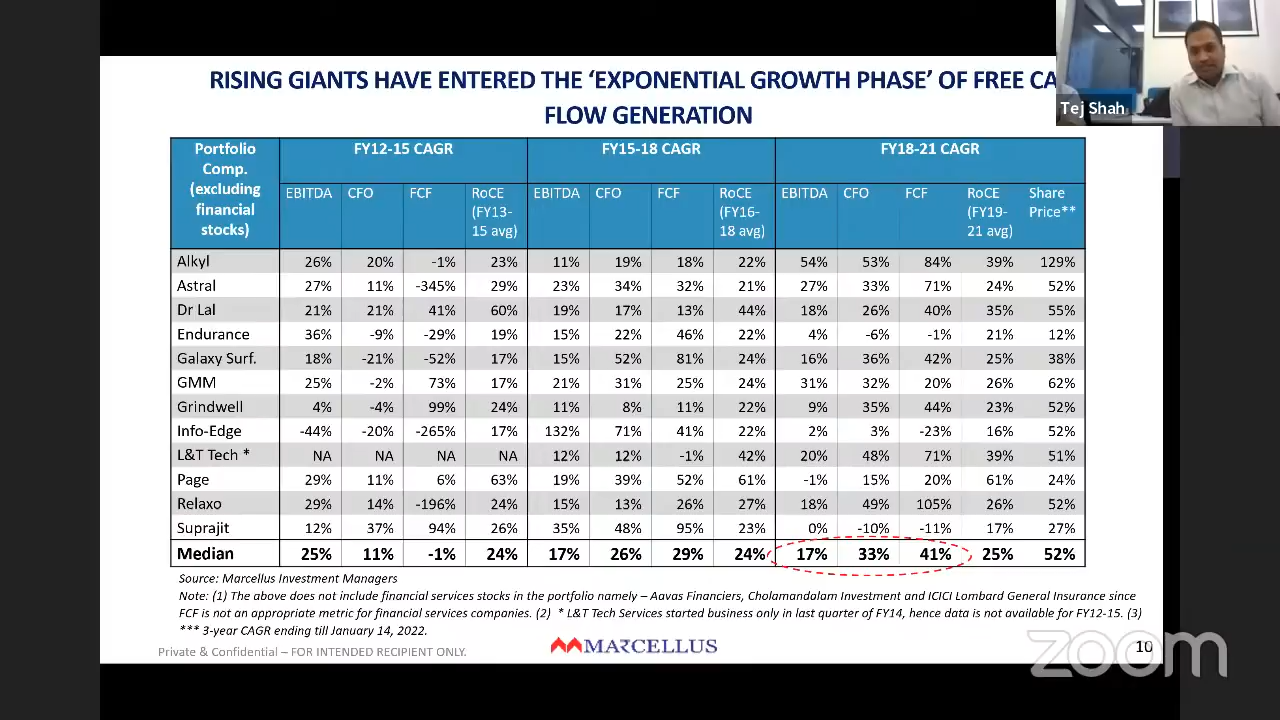 RISING GIANTS HAVE ENTERED THE ‘EXPONENTIAL GROWTH PHASE’ OF FREE CA
FLOW GENERATION
Tej Shah
Portfolio Comp. (excluding financial stocks) FY12-15 CAGR FY15-18 CAGR FY18-21 CAGR
EBITDA CFO FCF RoCE (FY13-15 avg) EBITDA CFO FCF RoCE (FY16-18 avg) EBITDA CFO FCF RoCE (FY19-21 avg) Share Price**
Alkyl 26% 20% -1% 23% 11% 19% 18% 22% 54% 53% 84% 39% 129%
Astral 27% 11% -345% 29% 23% 34% 32% 21% 27% 33% 71% 24% 52%
Dr Lal 21% 21% 41% 60% 19% 17% 13% 44% 18% 26% 40% 35% 55%
Endurance 36% -9% -29% 19% 15% 22% 46% 22% 4% -6% -1% 21% 12%
Galaxy Surf. 18% -21% -52% 17% 15% 52% 81% 24% 16% 36% 42% 25% 38%
GMM 25% -2% 73% 17% 21% 31% 25% 24% 31% 32% 20% 26% 62%
Grindwell 4% -4% 99% 24% 11% 8% 11% 22% 9% 35% 44% 23% 52%
Info-Edge -44% -20% -265% 17% 132% 71% 41% 22% 2% 3% -23% 16% 52%
L&T Tech * NA NA NA NA 12% 12% -1% 42% 20% 48% 71% 39% 51%
Page 29% 11% 6% 63% 19% 39% 52% 61% -1% 15% 20% 61% 24%
Relaxo 29% 14% -196% 24% 15% 13% 26% 27% 18% 49% 105% 26% 52%
Suprajit 12% 37% 94% 26% 35% 48% 95% 23% 0% -10% -11% 17% 27%
Median 25% 11% -1% 24% 17% 26% 29% 24% 17% 33% 41% 25% 52%
Source: Marcellus Investment Managers
Note: (1) The above does not include financial services stocks in the portfolio namely – Aavas Financiers, Cholamandalam Investment and ICICI Lombard General Insurance since
FCF is not an appropriate metric for financial services companies. (2) * L&T Tech Services started business only in last quarter of FY14, hence data is not available for FY12-15. (3)
*** 3-year CAGR ending till January 14, 2022.
Private & Confidential – FOR INTENDED RECIPIENT ONLY.
MARCELLUS
10
zoom